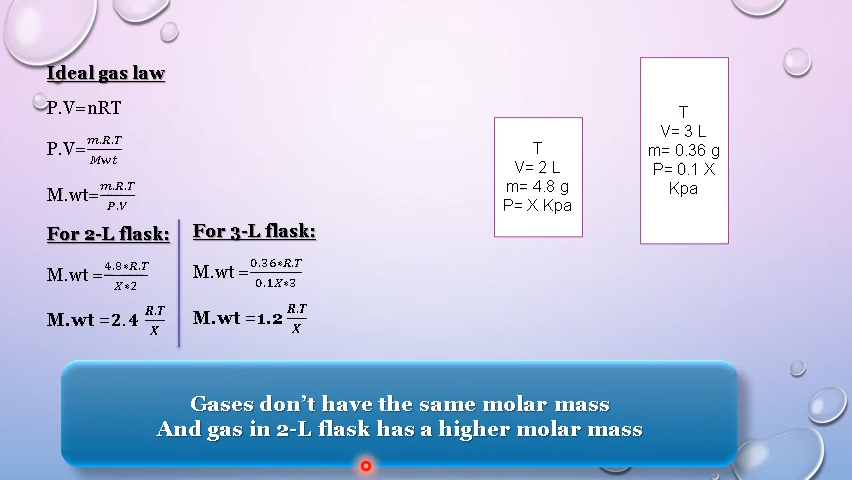 Ideal gas law
P.V=nRT
P.V=m.R.T/Mwt
M.wt=m.R.T/P.V
For 2-L flask:
M.wt =4.8*R.T/X*2
M.wt =2.4 R.T/X
For 3-L flask:
M.wt =0.36*R.T/0.1X*3
M.wt =1.2 R.T/X
T
V= 2 L
m= 4.8 g
P= X Kpa
T
V= 3 L
m= 0.36 g
P= 0.1 X
Kpa
Gases don’t have the same molar mass
And gas in 2-L flask has a higher molar mass